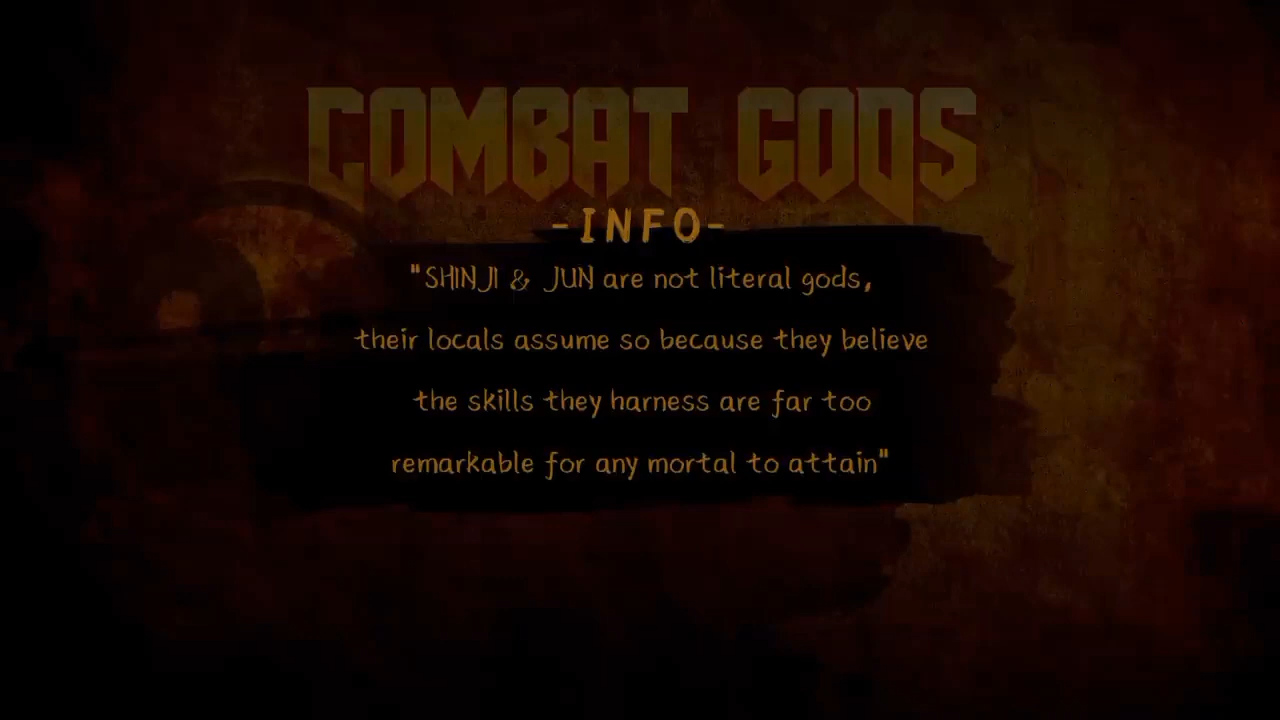 COMBAT GODS
-INFO-
"SHINJI & JUN are not literal gods,
their locals assume so because they believe
the skills they harness are far too
remarkable for any mortal to attain"